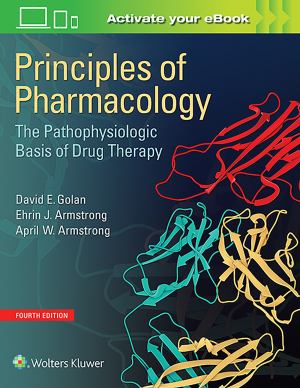 Activate your eBook
Principles of
Pharmacology
The Pathophysiologic
Basis of Drug Therapy
David E. Golan
Ehrin J. Armstrong
April W. Armstrong
FOURTH EDITION
Wolters Kluwer